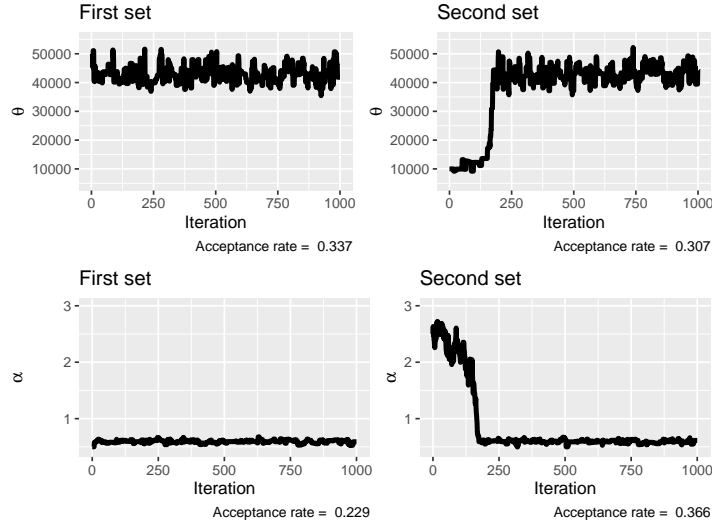 First set
Second set
50000
40000
30000
20000
10000
θ
0
250
500
750
1000
Iteration
Acceptance rate =  0.337
50000
40000
30000
20000
10000
θ
0
250
500
750
1000
Iteration
Acceptance rate =  0.307
First set
Second set
3
2
1
α
0
250
500
750
1000
Iteration
Acceptance rate =  0.229
3
2
1
α
0
250
500
750
1000
Iteration
Acceptance rate =  0.366